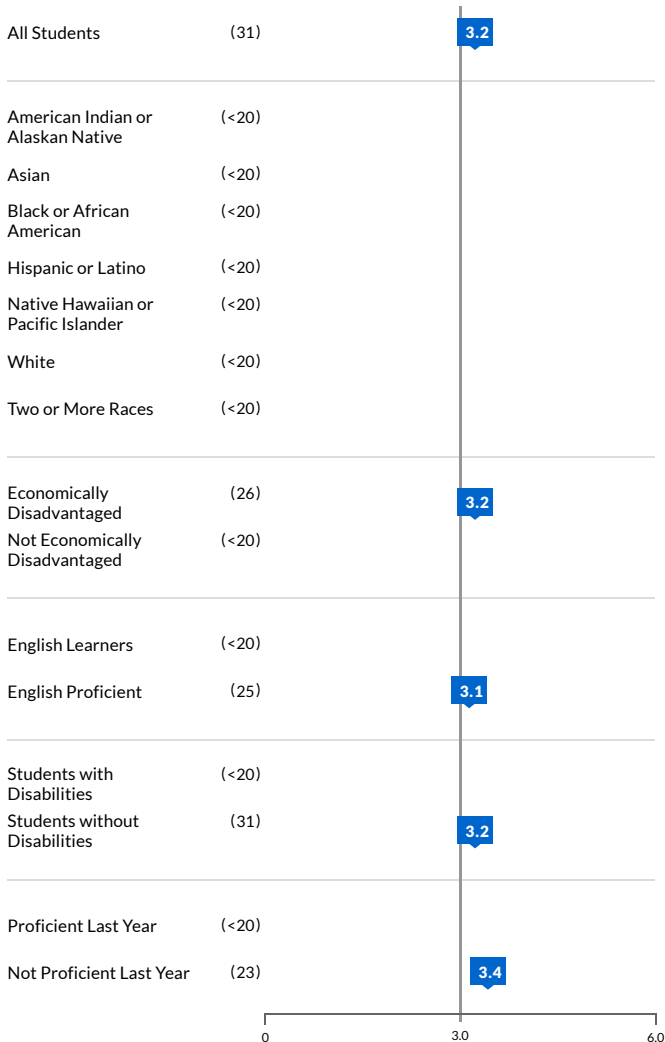 All Students (31) 3.2
American Indian or (<20)
Alaskan Native
Asian (<20)
Black or African (<20)
American
Hispanic or Latino (<20)
Native Hawaiian or (<20)
Pacific Islander
White (<20)
Two or More Races (<20)
Economically (26) 3.2
Disadvantaged
Not Economically (<20)
Disadvantaged
English Learners (<20)
English Proficient (25) 3.1
Students with (<20)
Disabilities
Students without (31) 3.2
Disabilities
Proficient Last Year (<20)
Not Proficient Last Year (23) 3.4
0 3.0 6.0